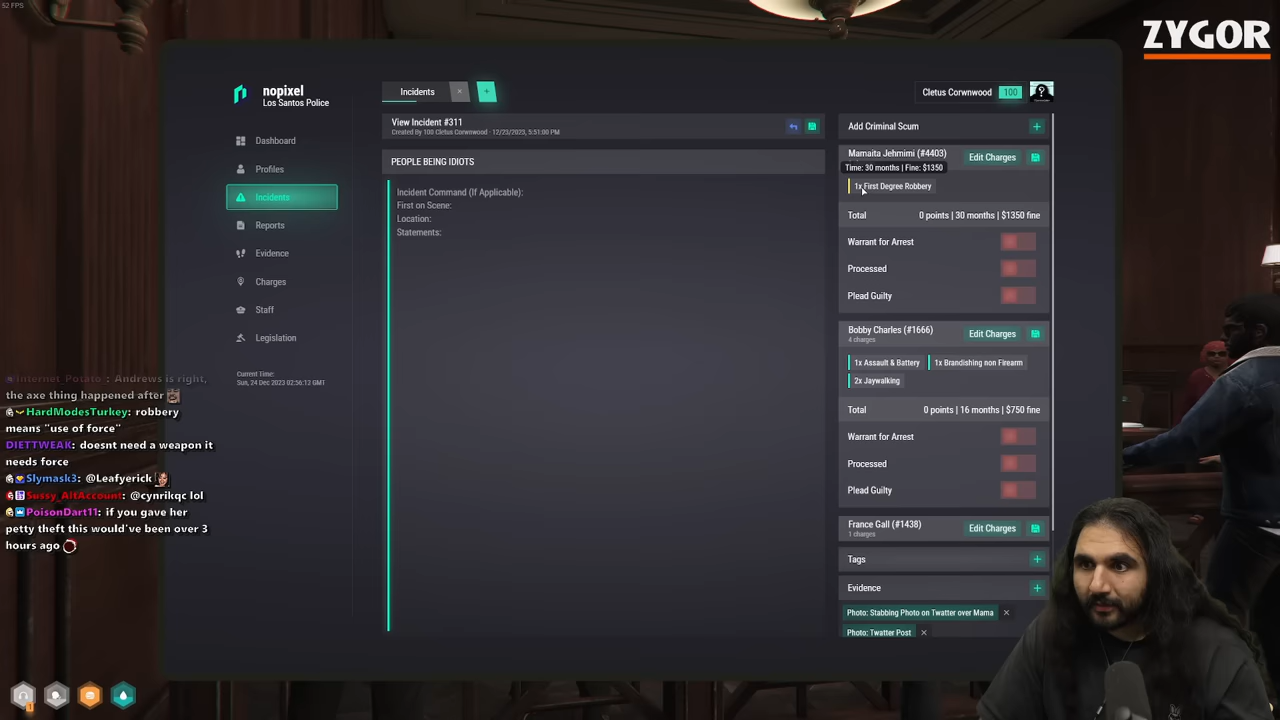 52 FPS
ZYGOR
nopixel
Los Santos Police
Dashboard
Profiles
Incidents
Reports
Evidence
Charges
Staff
Legislation
Current Time:
Sun, 24 Dec 2023 02:56:13 GMT
Incidents
×
+
Cletus Corwnwood 100
View Incident #311
Created By 100 Cletus Corwnwood · 12/23/2023, 5:51:00 PM
PEOPLE BEING IDIOTS
Incident Command (If Applicable):
First on Scene:
Location:
Statements:
Add Criminal Scum +
Mamaita Jehmimi (#4403)
Edit Charges
Time: 30 months | Fine: $1350
1x First Degree Robbery
Total 0 points | 30 months | $1350 fine
Warrant for Arrest
Processed
Plead Guilty
Bobby Charles (#1666)
4 charges
Edit Charges
1x Assault & Battery 1x Brandishing non Firearm
2x Jaywalking
Total 0 points | 16 months | $750 fine
Warrant for Arrest
Processed
Plead Guilty
France Gall (#1438)
1 charges
Edit Charges
Tags +
Evidence +
Photo: Stabbing Photo on Twatter over Mama ×
Photo: Twatter Post ×
Internet_Potato: Andrews is right,
the axe thing happened after
HardModesTurkey: robbery
means "use of force"
DIETTWEAK: doesnt need a weapon it
needs force
Slymask3: @Leafyerick
Sussy_AltAccount: @cynrikqc lol
PoisonDart11: if you gave her
petty theft this would've been over 3
hours ago